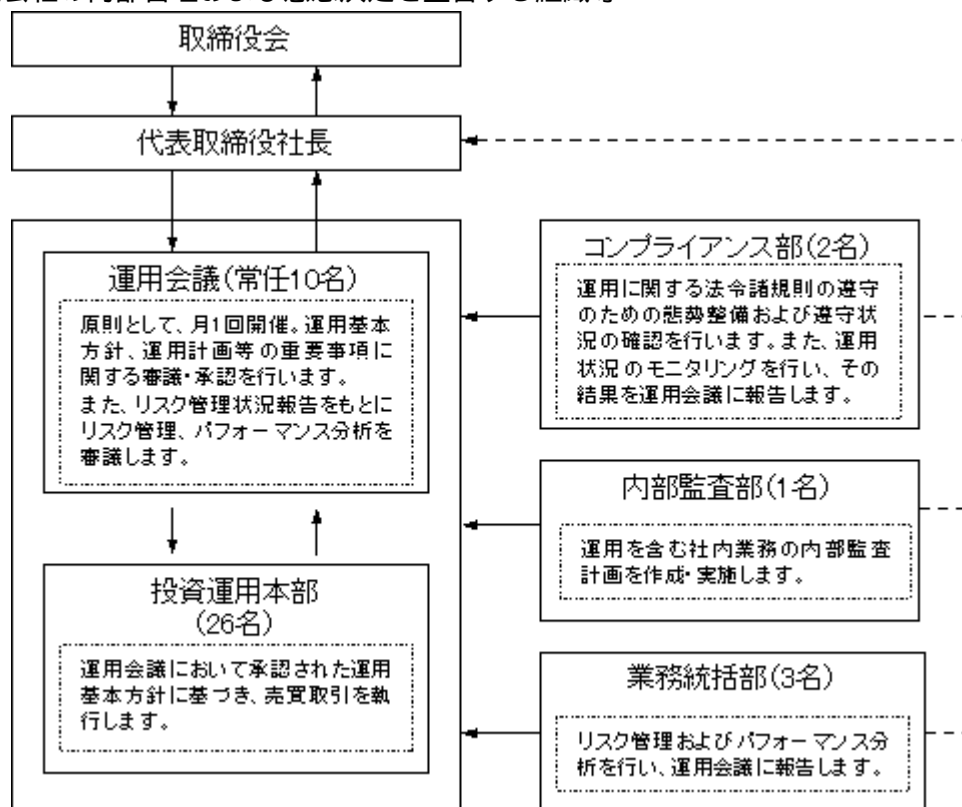 取締役会
代表取締役社長
運用会議(常任10名)
原則として、月1回開催。運用基本
方針、運用計画等の重要事項に
関する審議・承認を行います。
また、リスク管理状況報告をもとに
リスク管理、パフォーマンス分析を
審議します。
投資運用本部
(26名)
運用会議において承認された運用
基本方針に基づき、売買取引を執
行します。
コンプライアンス部(2名)
運用に関する法令諸規則の遵守
のための態勢整備および遵守状
況の確認を行います。また、運用
状況のモニタリングを行い、その
結果を運用会議に報告します。
内部監査部(1名)
運用を含む社内業務の内部監査
計画を作成・実施します。
業務統括部(3名)
リスク管理およびパフォーマンス分
析を行い、運用会議に報告します。